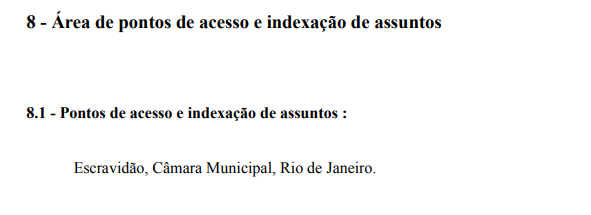 8 - Área de pontos de acesso e indexação de assuntos
8.1 - Pontos de acesso e indexação de assuntos :
Escravidão, Câmara Municipal, Rio de Janeiro.